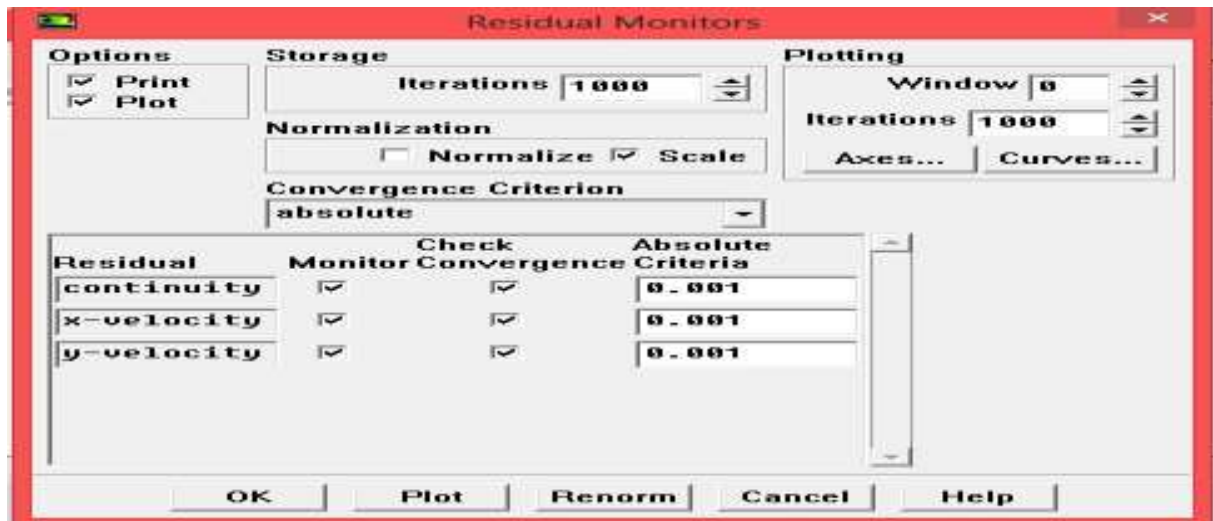 Residual Monitors
Options
Print
Plot
Storage
Iterations 1000
Normalization
Normalize Scale
Convergence Criterion
absolute
Plotting
Window 0
Iterations 1000
Axes... Curves...
Residual Monitor Check Convergence Absolute Criteria
continuity 0.001
x-velocity 0.001
y-velocity 0.001
OK Plot Renorm Cancel Help